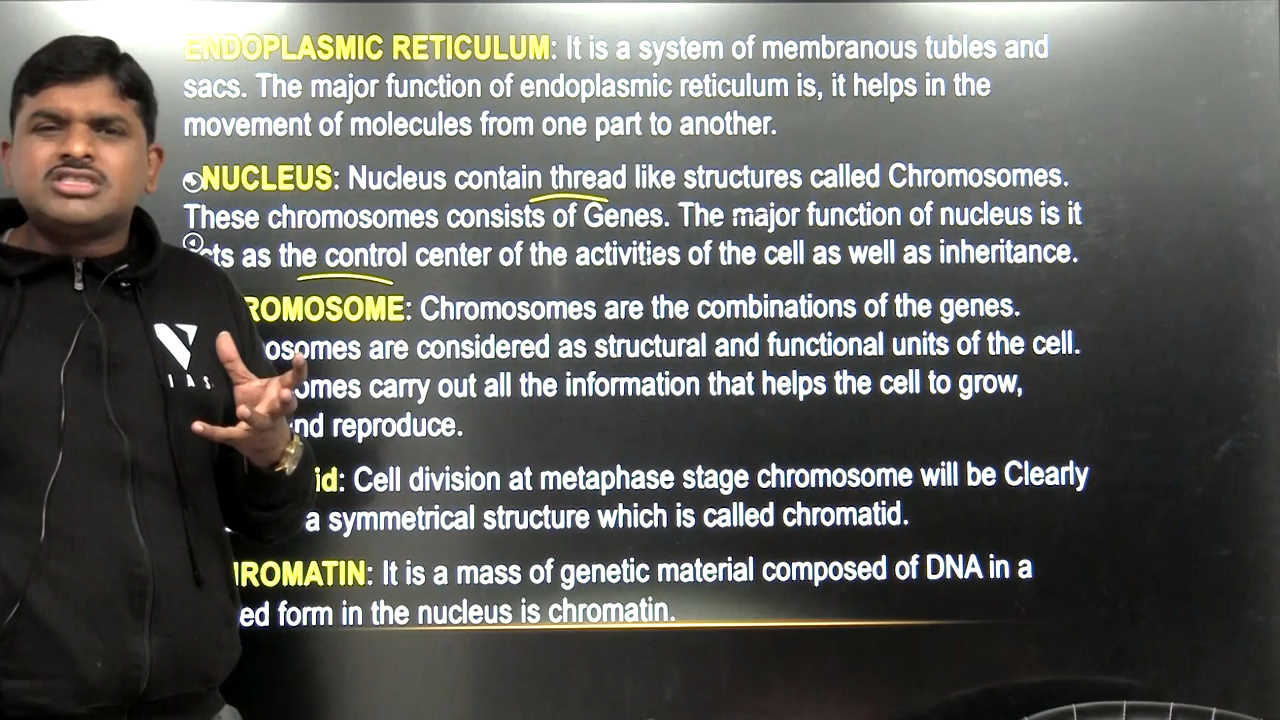 ENDOPLASMIC RETICULUM: It is a system of membranous tubes and
sacs. The major function of endoplasmic reticulum is, it helps in the
movement of molecules from one part to another.
NUCLEUS: Nucleus contain thread like structures called Chromosomes.
These chromosomes consists of Genes. The major function of nucleus is it
cts as the control center of the activities of the cell as well as inheritance.
ROMOSOME: Chromosomes are the combinations of the genes.
osomes are considered as structural and functional units of the cell.
omes carry out all the information that helps the cell to grow,
nd reproduce.
id: Cell division at metaphase stage chromosome will be Clearly
a symmetrical structure which is called chromatid.
ROMATIN: It is a mass of genetic material composed of DNA in a
ed form in the nucleus is chromatin.
IAS